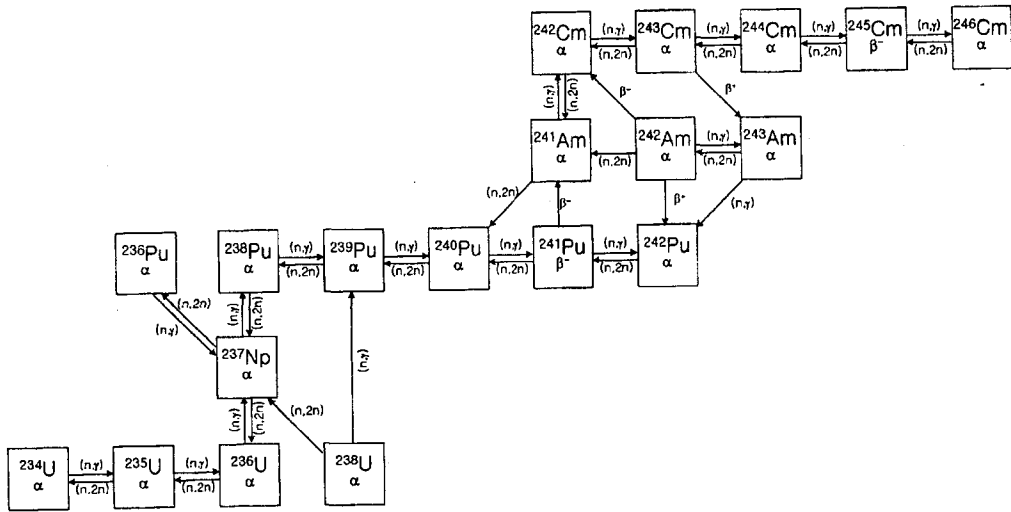 ²⁴²Cm (n,γ) ²⁴³Cm (n,γ) ²⁴⁴Cm (n,γ) ²⁴⁵Cm (n,γ) ²⁴⁶Cm
α (n,2n) α (n,2n) α (n,2n) β⁻ (n,2n) α
(n,γ) (n,2n) β⁻ β⁺
²⁴¹Am ²⁴²Am (n,γ) ²⁴³Am
α (n,2n) α (n,2n) α
(n,2n) β⁻ β⁺ (n,γ)
²³⁶Pu ²³⁸Pu (n,γ) ²³⁹Pu (n,γ) ²⁴⁰Pu (n,γ) ²⁴¹Pu (n,γ) ²⁴²Pu
α α (n,2n) α (n,2n) α (n,2n) β⁻ (n,2n) α
(n,2n) (n,γ) (n,γ) (n,2n)
²³⁷Np (n,γ)
α
(n,γ) (n,2n) (n,2n)
²³⁴U (n,γ) ²³⁵U (n,γ) ²³⁶U ²³⁸U
α (n,2n) α (n,2n) α α